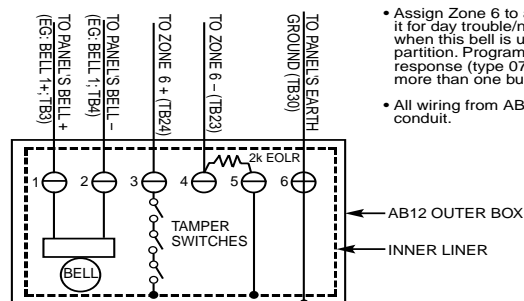 TO PANEL'S BELL +
(EG: BELL 1+; TB3)
TO PANEL'S BELL –
(EG: BELL 1; TB4)
TO ZONE 6 + (TB24)
TO ZONE 6 – (TB23)
TO PANEL'S EARTH
GROUND (TB30)
• Assign Zone 6 to
it for day trouble/
when this bell is
partition. Program
response (type 07
more than one
• All wiring from AB
conduit.
2k EOLR
1 2 3 4 5 6
TAMPER
SWITCHES
BELL
AB12 OUTER BOX
INNER LINER